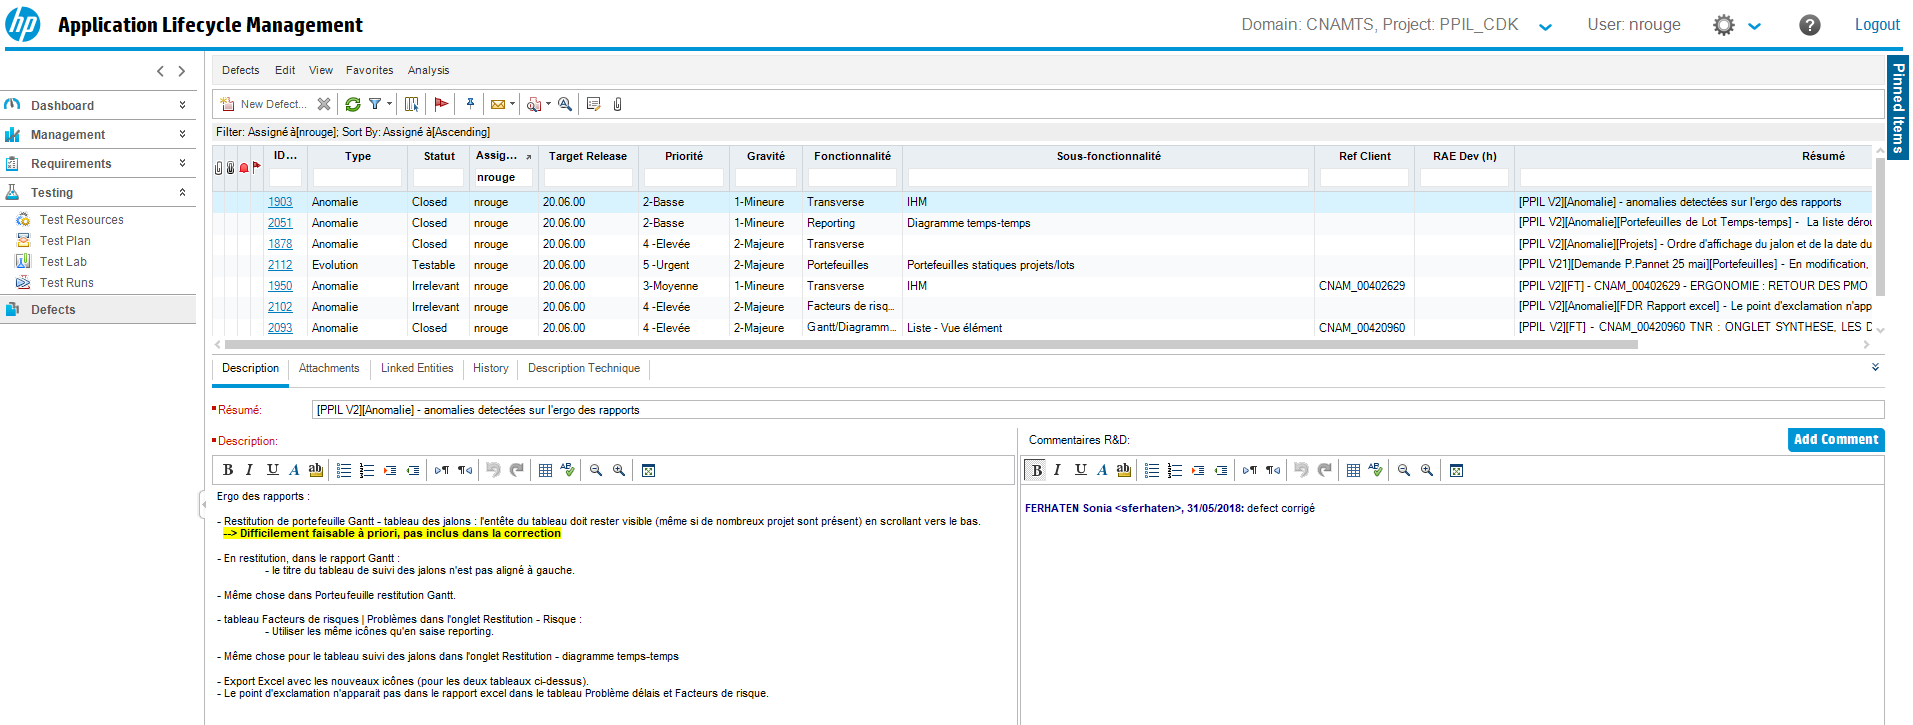 hp Application Lifecycle Management Domain: CNAMTS, Project: PPIL_CDK User: nrouge ? Logout
Pinned Items
Dashboard
Management
Requirements
Testing
Test Resources
Test Plan
Test Lab
Test Runs
Defects
Defects Edit View Favorites Analysis
New Defect...
Filter: Assigné à[nrouge]; Sort By: Assigné à[Ascending]
ID... Type Statut Assig... Target Release Priorité Gravité Fonctionnalité Sous-fonctionnalité Ref Client RAE Dev (h) Résumé
nrouge
1903 Anomalie Closed nrouge 20.06.00 2-Basse 1-Mineure Transverse IHM [PPIL V2][Anomalie] - anomalies detectées sur l'ergo des rapports
2051 Anomalie Closed nrouge 20.06.00 2-Basse 1-Mineure Reporting Diagramme temps-temps [PPIL V2][Anomalie][Portefeuilles de Lot Temps-temps] - La liste dérou
1878 Anomalie Closed nrouge 20.06.00 4 -Elevée 2-Majeure Transverse [PPIL V2][Anomalie][Projets] - Ordre d'affichage du jalon et de la date du
2112 Evolution Testable nrouge 20.06.00 5 -Urgent 2-Majeure Portefeuilles Portefeuilles statiques projets/lots [PPIL V21][Demande P.Pannet 25 mai][Portefeuilles] - En modification,
1950 Anomalie Irrelevant nrouge 20.06.00 3-Moyenne 1-Mineure Transverse IHM CNAM_00402629 [PPIL V2][FT] - CNAM_00402629 - ERGONOMIE : RETOUR DES PMO
2102 Anomalie Irrelevant nrouge 20.06.00 4 -Elevée 2-Majeure Facteurs de risq... [PPIL V2][Anomalie][FDR Rapport excel] - Le point d'exclamation n'app
2093 Anomalie Closed nrouge 20.06.00 4 -Elevée 2-Majeure Gantt/Diagramm... Liste - Vue élément CNAM_00420960 [PPIL V2][FT] - CNAM_00420960 TNR : ONGLET SYNTHESE, LES D
Description Attachments Linked Entities History Description Technique
Résumé: [PPIL V2][Anomalie] - anomalies detectées sur l'ergo des rapports
Description:
Ergo des rapports :
- Restitution de portefeuille Gantt - tableau des jalons : l'entête du tableau doit rester visible (même si de nombreux projet sont présent) en scrollant vers le bas.
--> Difficilement faisable à priori, pas inclus dans la correction
- En restitution, dans le rapport Gantt :
- le titre du tableau de suivi des jalons n'est pas aligné à gauche.
- Même chose dans Porteufeuille restitution Gantt.
- tableau Facteurs de risques | Problèmes dans l'onglet Restitution - Risque :
- Utiliser les même icônes qu'en saise reporting.
- Même chose pour le tableau suivi des jalons dans l'onglet Restitution - diagramme temps-temps
- Export Excel avec les nouveaux icônes (pour les deux tableaux ci-dessus).
- Le point d'exclamation n'apparait pas dans le rapport excel dans le tableau Problème délais et Facteurs de risque.
Commentaires R&D: Add Comment
FERHATEN Sonia <sferhaten>, 31/05/2018: defect corrigé